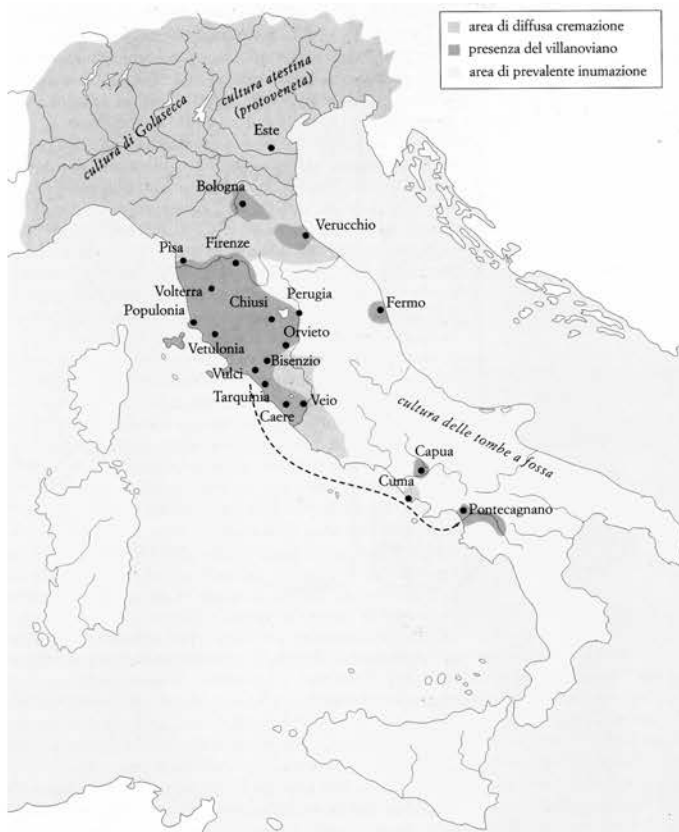 area di diffusa cremazione
presenza del villanoviano
area di prevalente inumazione
cultura di Golasecca
cultura atestina
(protoveneta)
Este
Bologna
Verucchio
Pisa
Firenze
Volterra
Chiusi
Perugia
Fermo
Populonia
Orvieto
Vetulonia
Bisenzio
Vulci
Tarquinia
Caere
Veio
cultura delle tombe a fossa
Capua
Cuma
Pontecagnano